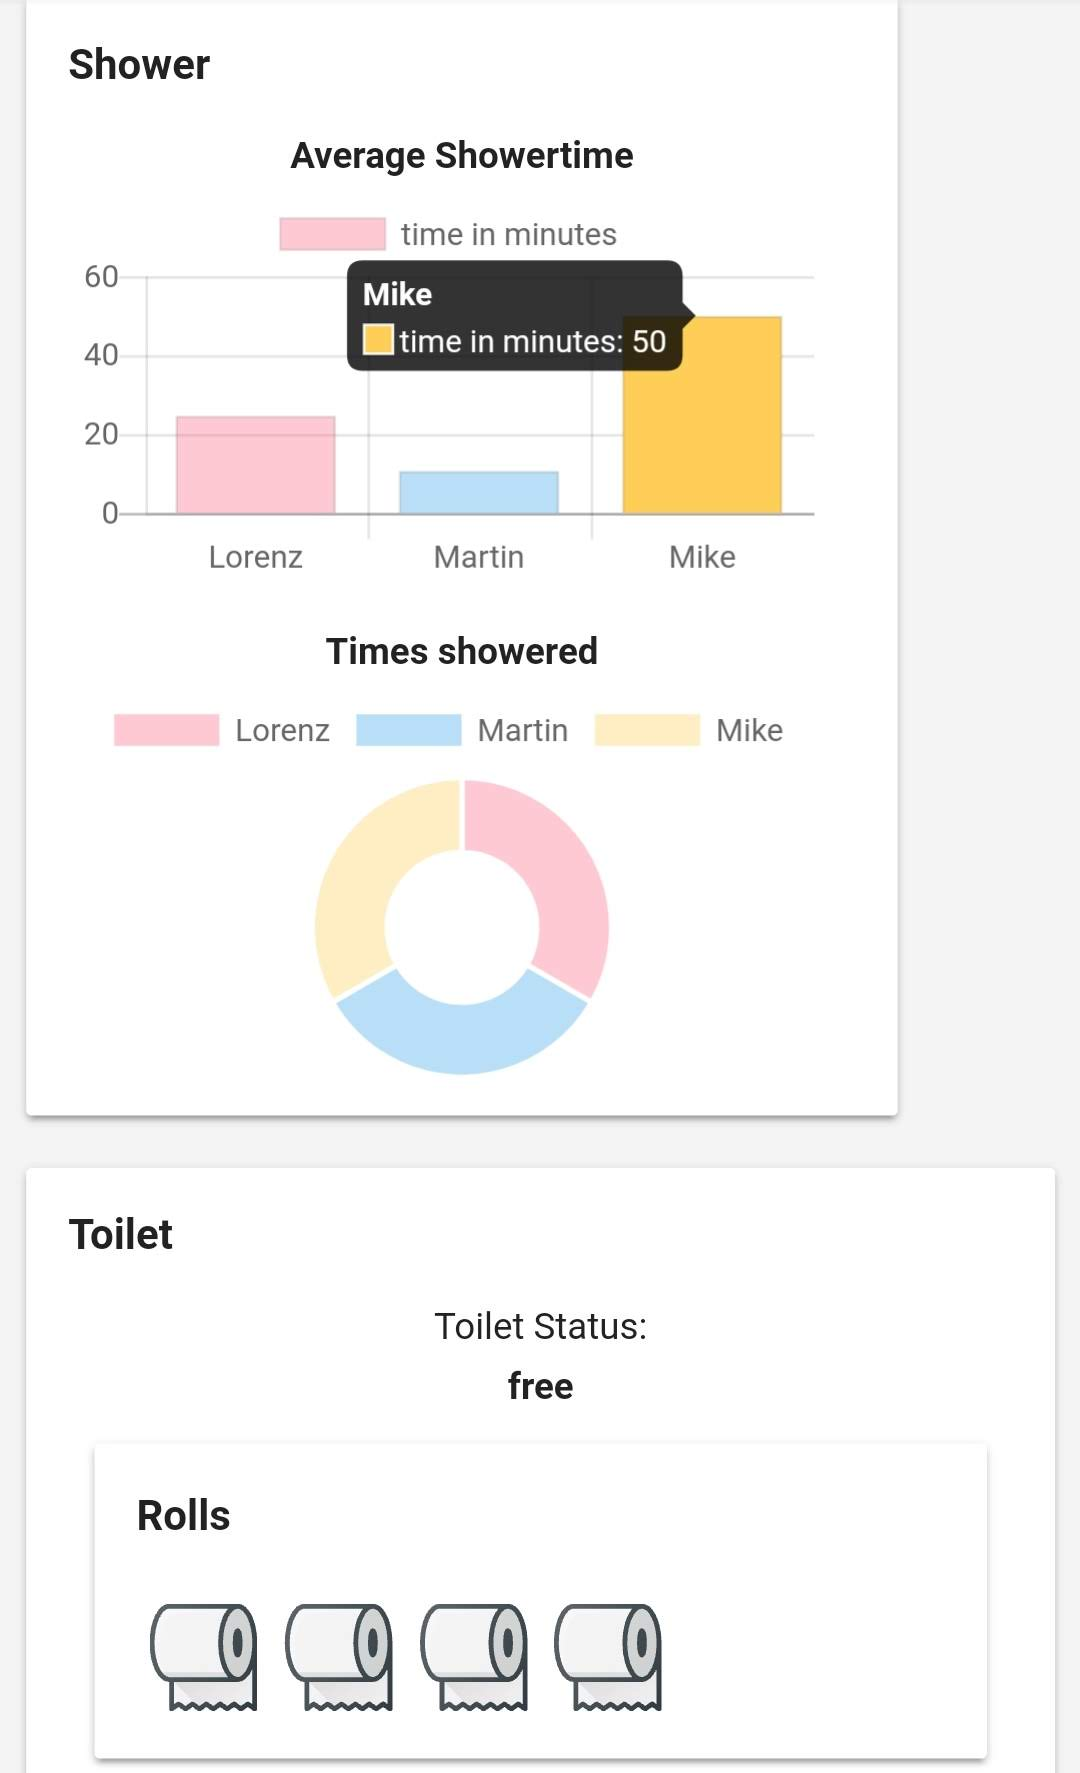 Shower
Average Showertime
time in minutes
60
Mike
time in minutes: 50
40
20
0
Lorenz Martin Mike
Times showered
Lorenz Martin Mike
Toilet
Toilet Status:
free
Rolls